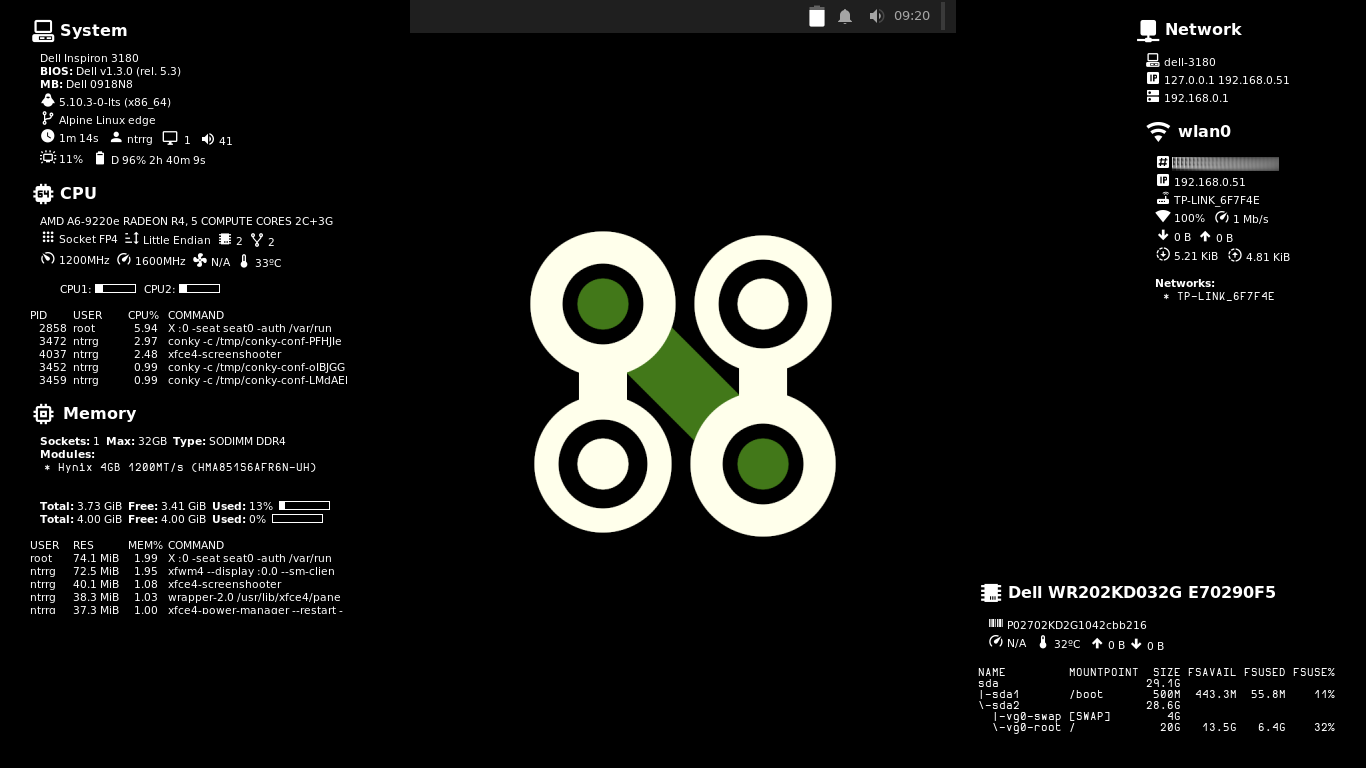 09:20
System
Dell Inspiron 3180
BIOS: Dell v1.3.0 (rel. 5.3)
MB: Dell 0918N8
5.10.3-0-lts (x86_64)
Alpine Linux edge
1m 14s ntrrg 1 41
11% D 96% 2h 40m 9s
CPU
AMD A6-9220e RADEON R4, 5 COMPUTE CORES 2C+3G
Socket FP4 Little Endian 2 2
1200MHz 1600MHz N/A 33ºC
CPU1: CPU2:
PID USER CPU% COMMAND
2858 root 5.94 X :0 -seat seat0 -auth /var/run
3472 ntrrg 2.97 conky -c /tmp/conky-conf-PFHJle
4037 ntrrg 2.48 xfce4-screenshooter
3452 ntrrg 0.99 conky -c /tmp/conky-conf-oIBJGG
3459 ntrrg 0.99 conky -c /tmp/conky-conf-LMdAEI
Memory
Sockets: 1 Max: 32GB Type: SODIMM DDR4
Modules:
* Hynix 4GB 1200MT/s (HMA851S6AFR6N-UH)
Total: 3.73 GiB Free: 3.41 GiB Used: 13%
Total: 4.00 GiB Free: 4.00 GiB Used: 0%
USER RES MEM% COMMAND
root 74.1 MiB 1.99 X :0 -seat seat0 -auth /var/run
ntrrg 72.5 MiB 1.95 xfwm4 --display :0.0 --sm-clien
ntrrg 40.1 MiB 1.08 xfce4-screenshooter
ntrrg 38.3 MiB 1.03 wrapper-2.0 /usr/lib/xfce4/pane
ntrrg 37.3 MiB 1.00 xfce4-power-manager --restart -
Network
dell-3180
IP 127.0.0.1 192.168.0.51
192.168.0.1
wlan0
#
IP 192.168.0.51
TP-LINK_6F7F4E
100% 1 Mb/s
0 B 0 B
5.21 KiB 4.81 KiB
Networks:
* TP-LINK_6F7F4E
Dell WR202KD032G E70290F5
P02702KD2G1042cbb216
N/A 32ºC 0 B 0 B
NAME MOUNTPOINT SIZE FSAVAIL FSUSED FSUSE%
sda 29.1G
|-sda1 /boot 500M 443.3M 55.8M 11%
\-sda2 28.6G
|-vg0-swap [SWAP] 4G
\-vg0-root / 20G 13.5G 6.4G 32%